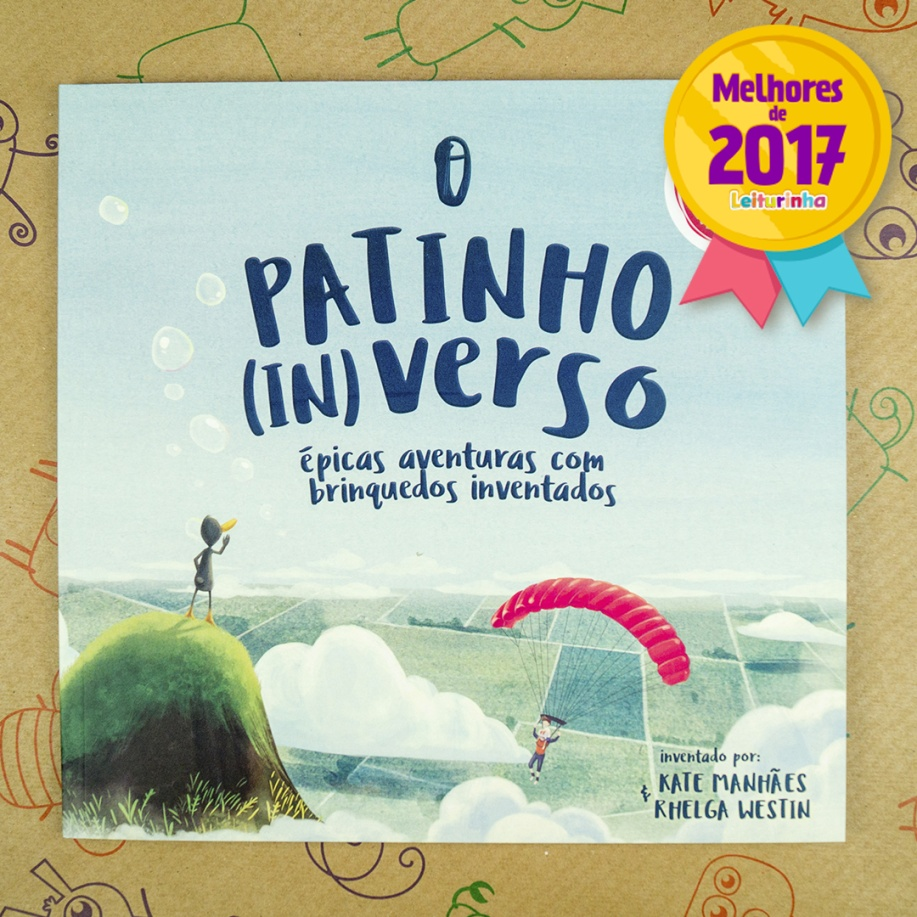 Melhores
de
2017
Leiturinha
O
PATINHO
(IN)verso
épicas aventuras com
brinquedos inventados
inventado por:
KATE MANHÃES
& RHELGA WESTIN